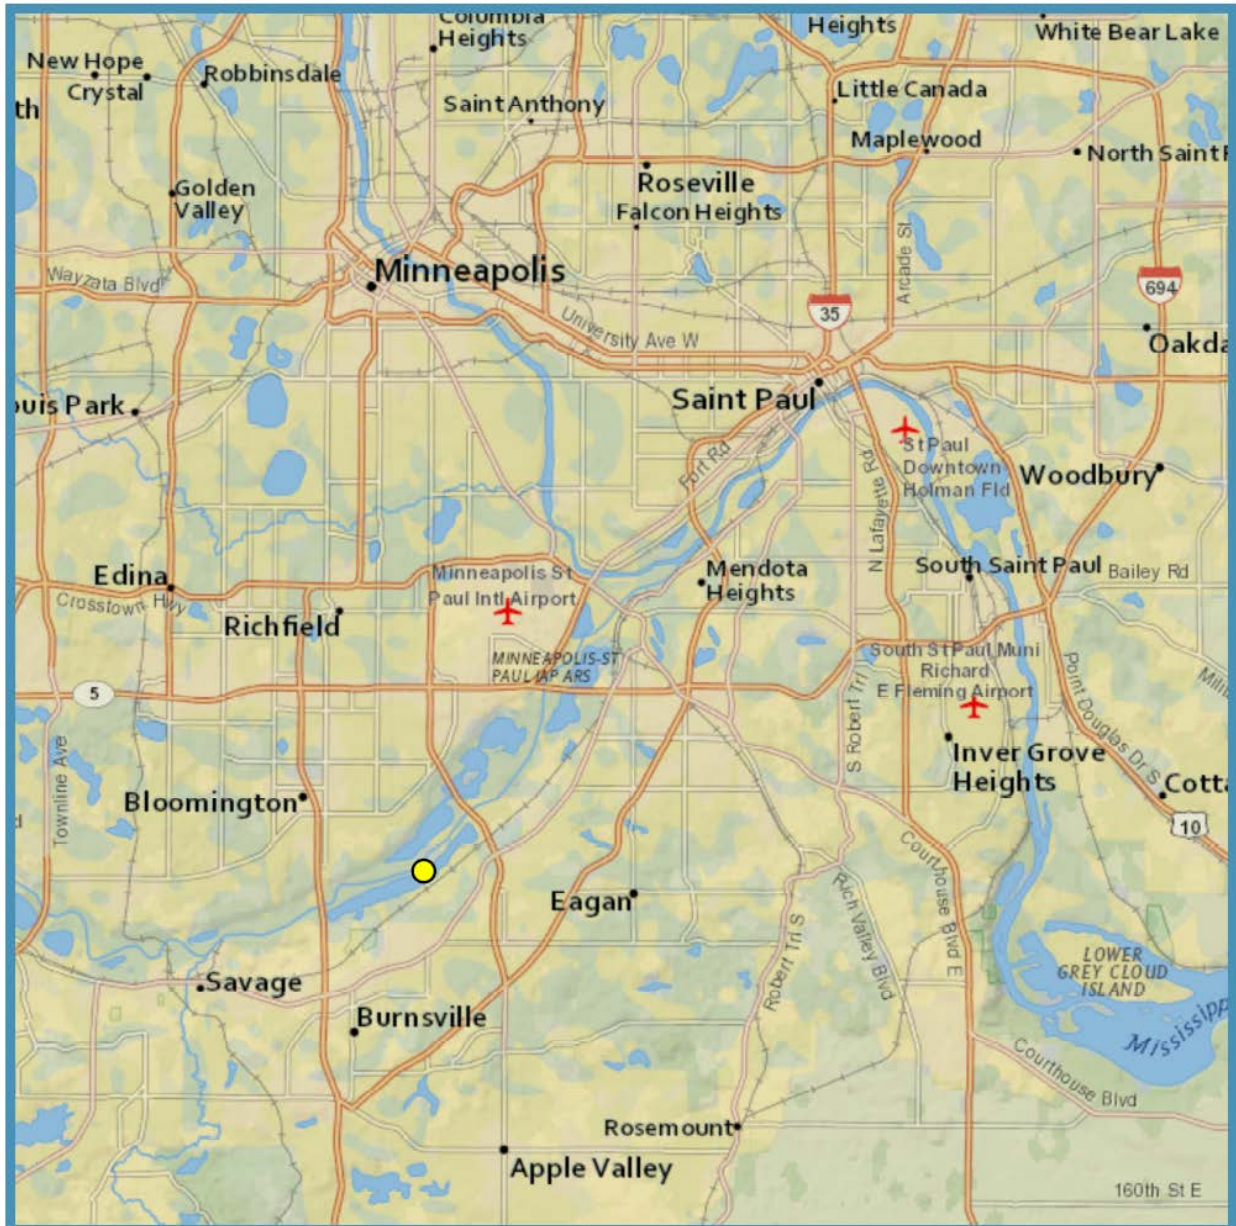 Columbia
Heights
Heights
White Bear Lake
New Hope
Crystal
Robbinsdale
Saint Anthony
Little Canada
th
Maplewood
North Saint
Golden
Valley
Roseville
Falcon Heights
Arcade St
Minneapolis
Wayzata Blvd
694
35
University Ave W
Oakda
Saint Paul
ouis Park
St Paul
Downtown
Holman Fld
Fort Rd
N Lafayette Rd
Woodbury
Edina
Crosstown Hwy
Minneapolis St
Paul Intl Airport
Mendota
Heights
South Saint Paul
Bailey Rd
Richfield
MINNEAPOLIS-ST
PAUL IAP ARS
South St Paul Muni
Richard
E Fleming Airport
5
S Robert Trl
Point Douglas Dr S
Townline Ave
Inver Grove
Heights
Bloomington
Cotta
10
Courthouse Blvd E
Eagan
Rich Valley Blvd
Robert Trl S
LOWER
GREY CLOUD
ISLAND
Savage
Burnsville
Mississipp
Courthouse Blvd
Rosemount
Apple Valley
160th St E